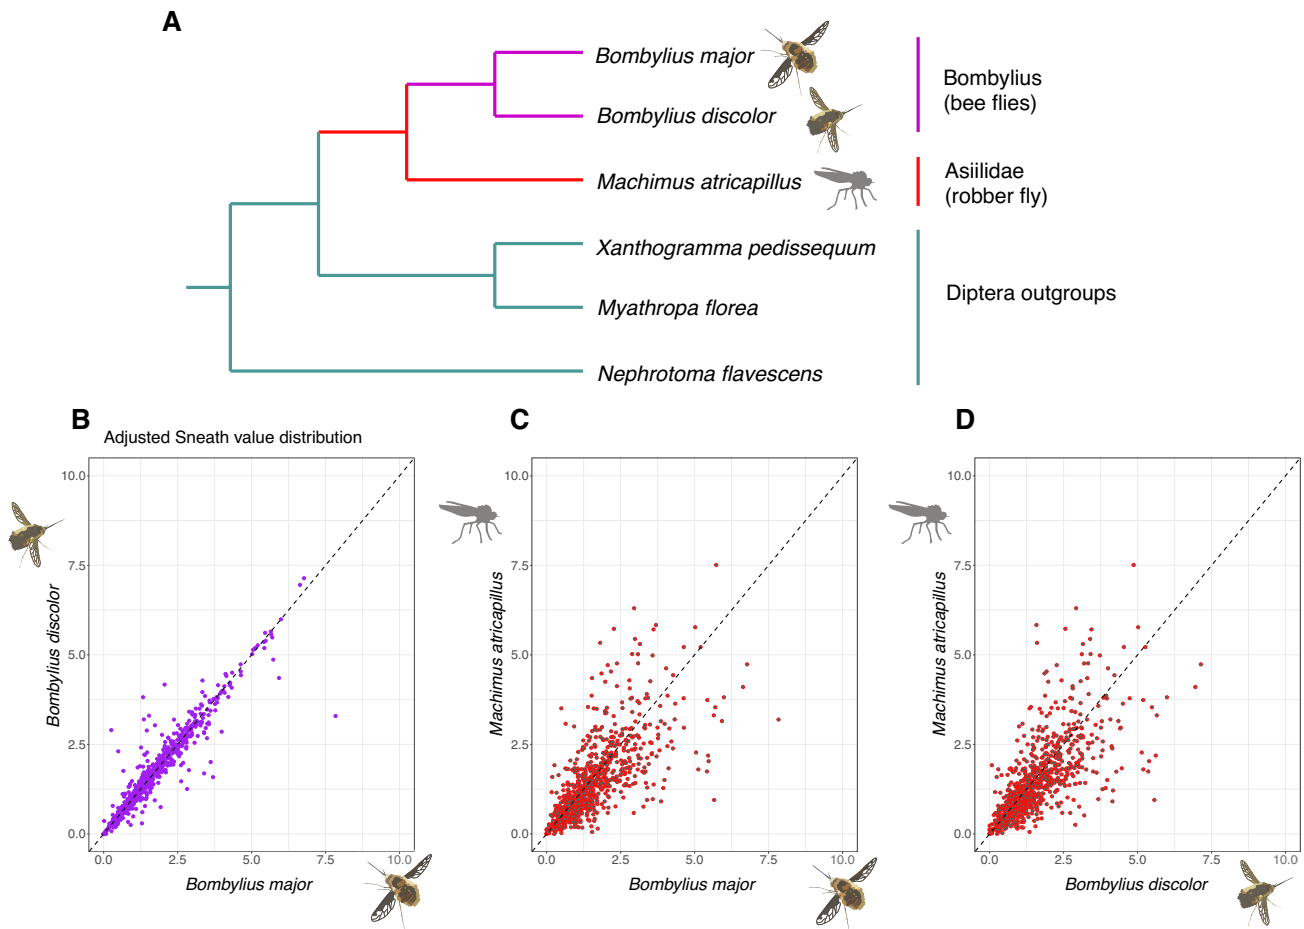 A
Bombylius major
Bombylius discolor
Machimus atricapillus
Xanthogramma pedissequum
Myathropa florea
Nephrotoma flavescens
Bombylius
(bee flies)
Asiilidae
(robber fly)
Diptera outgroups
B
Adjusted Sneath value distribution
Bombylius discolor
10.0
7.5
5.0
2.5
0.0
0.0
2.5
5.0
7.5
10.0
Bombylius major
C
Machimus atricapillus
10.0
7.5
5.0
2.5
0.0
0.0
2.5
5.0
7.5
10.0
Bombylius major
D
Machimus atricapillus
10.0
7.5
5.0
2.5
0.0
0.0
2.5
5.0
7.5
10.0
Bombylius discolor